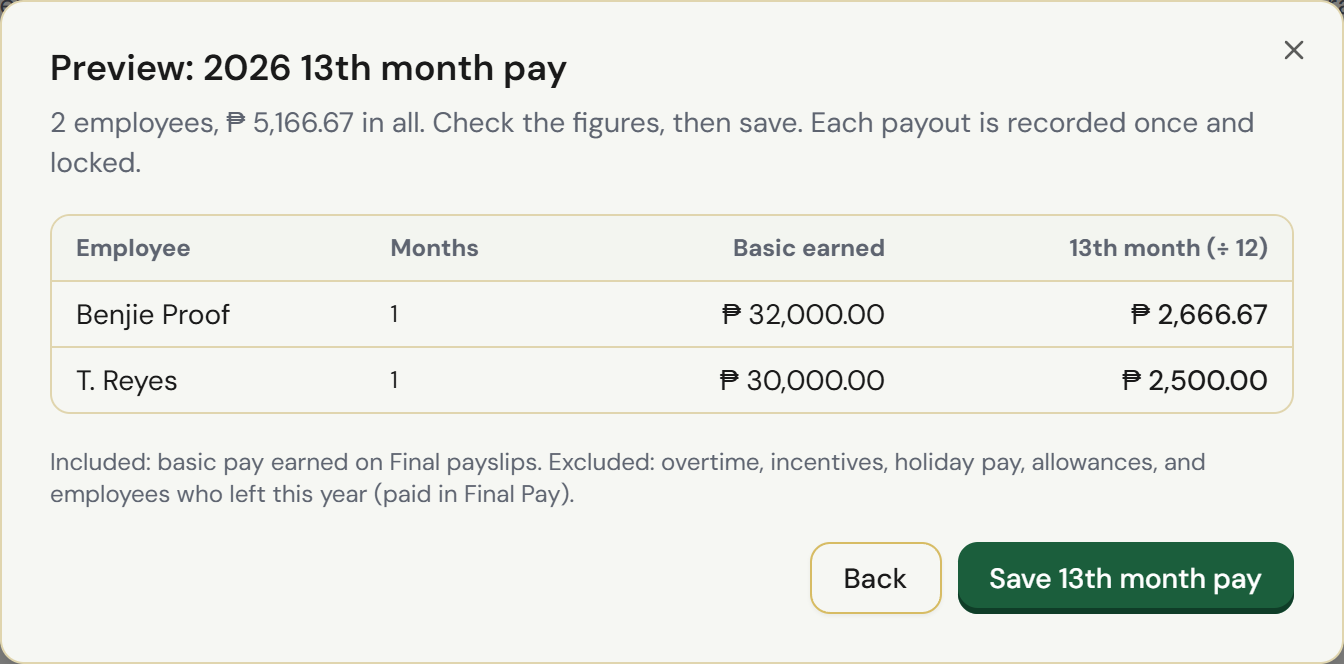 Preview: 2026 13th month pay
2 employees, ₱ 5,166.67 in all. Check the figures, then save. Each payout is recorded once and
locked.
Employee Months Basic earned 13th month (÷ 12)
Benjie Proof 1 ₱ 32,000.00 ₱ 2,666.67
T. Reyes 1 ₱ 30,000.00 ₱ 2,500.00
Included: basic pay earned on Final payslips. Excluded: overtime, incentives, holiday pay, allowances, and
employees who left this year (paid in Final Pay).
Back Save 13th month pay